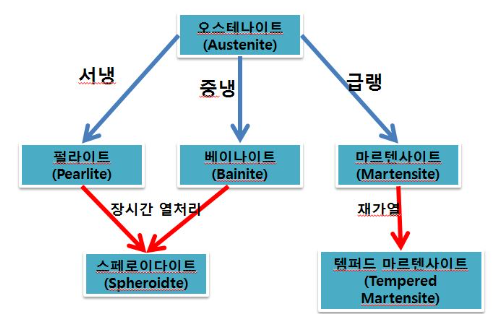 오스테나이트
(Austenite)
서냉
중냉
급랭
펄라이트
(Pearlite)
베이나이트
(Bainite)
마르텐사이트
(Martensite)
장시간 열처리
재가열
스페로이다이트
(Spheroidte)
템퍼드 마르텐사이트
(Tempered
Martensite)